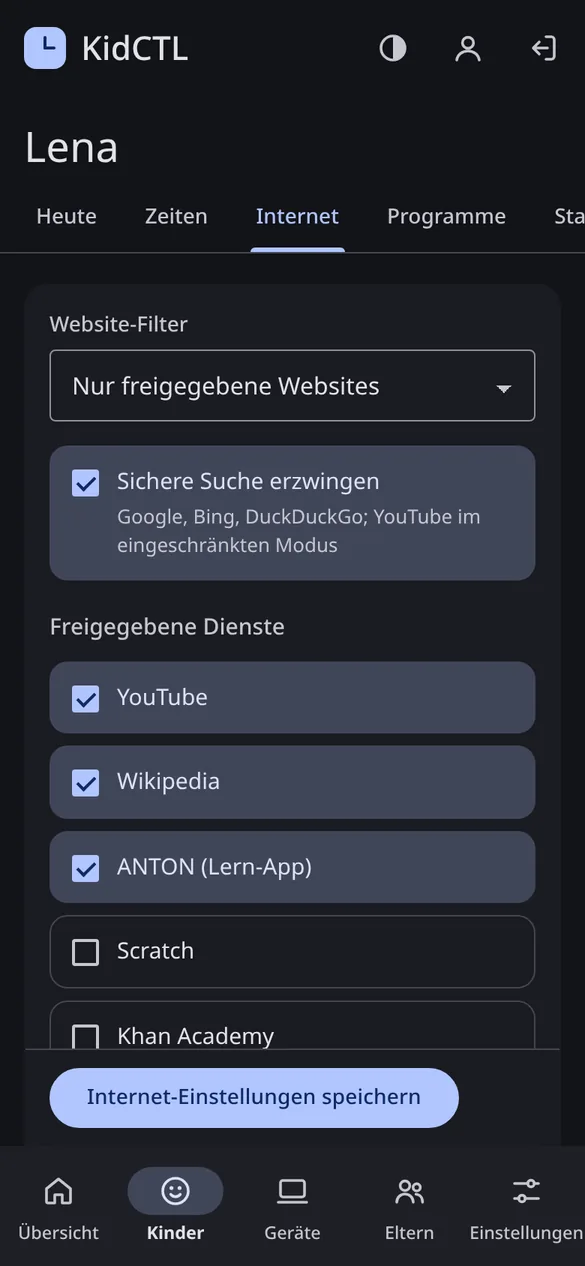 KidCTL
Lena
Heute Zeiten Internet Programme Sta
Website-Filter
Nur freigegebene Websites
Sichere Suche erzwingen
Google, Bing, DuckDuckGo; YouTube im
eingeschränkten Modus
Freigegebene Dienste
YouTube
Wikipedia
ANTON (Lern-App)
Scratch
Khan Academy
Internet-Einstellungen speichern
Übersicht Kinder Geräte Eltern Einstellungen